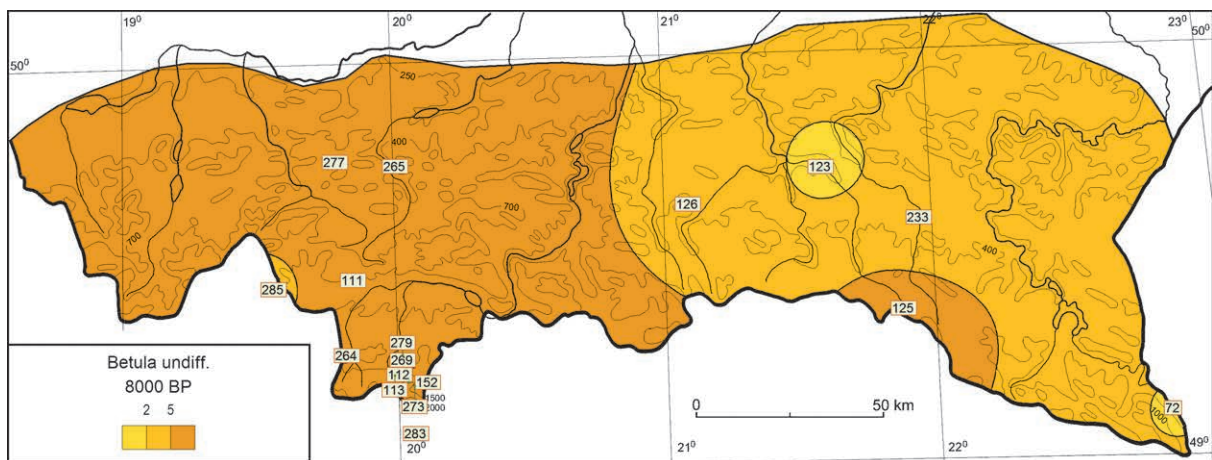 19⁰ 20⁰ 21⁰ 22⁰ 23⁰
50⁰ 50⁰
250
400
277 265 123
126 700 233
700 400
111
285
125
279
264 269
112 152
113 1500
273 2000
283
20⁰ 21⁰ 22⁰ 49⁰
72
1000
Betula undiff.
8000 BP
2 5
0 50 km